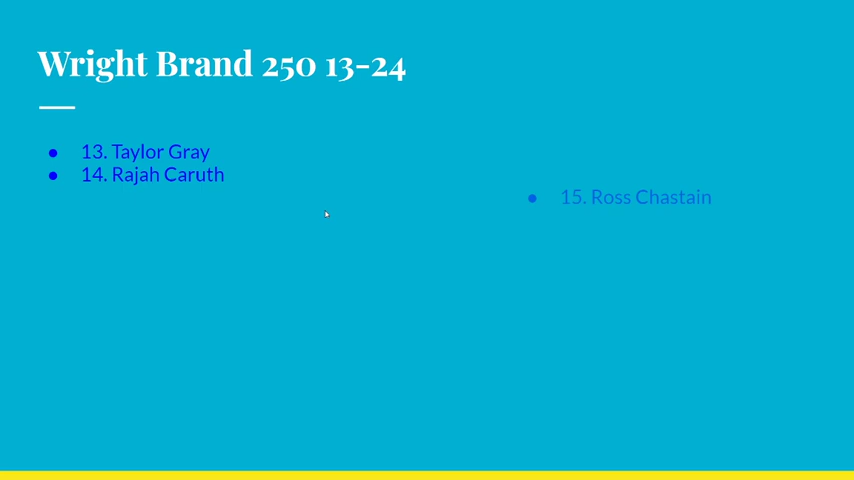 Wright Brand 250 13-24
● 13. Taylor Gray
● 14. Rajah Caruth
● 15. Ross Chastain